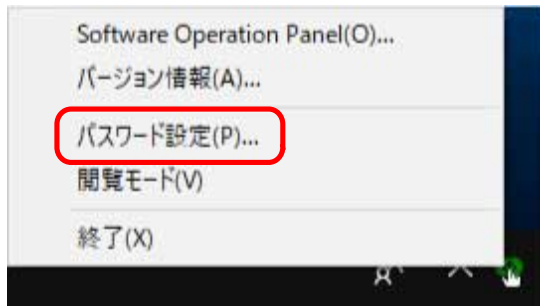 Software Operation Panel(O)...
バージョン情報(A)...
パスワード設定(P)...
閲覧モード(V)
終了(X)